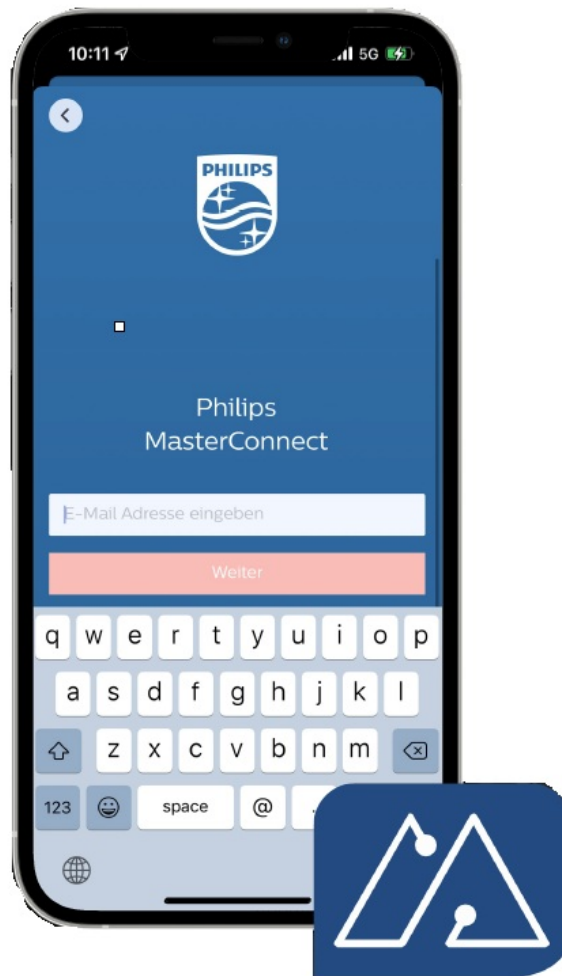 10:11
5G
PHILIPS
Philips
MasterConnect
E-Mail Adresse eingeben
Weiter
q w e r t y u i o p
a s d f g h j k l
z x c v b n m
123 space @ .